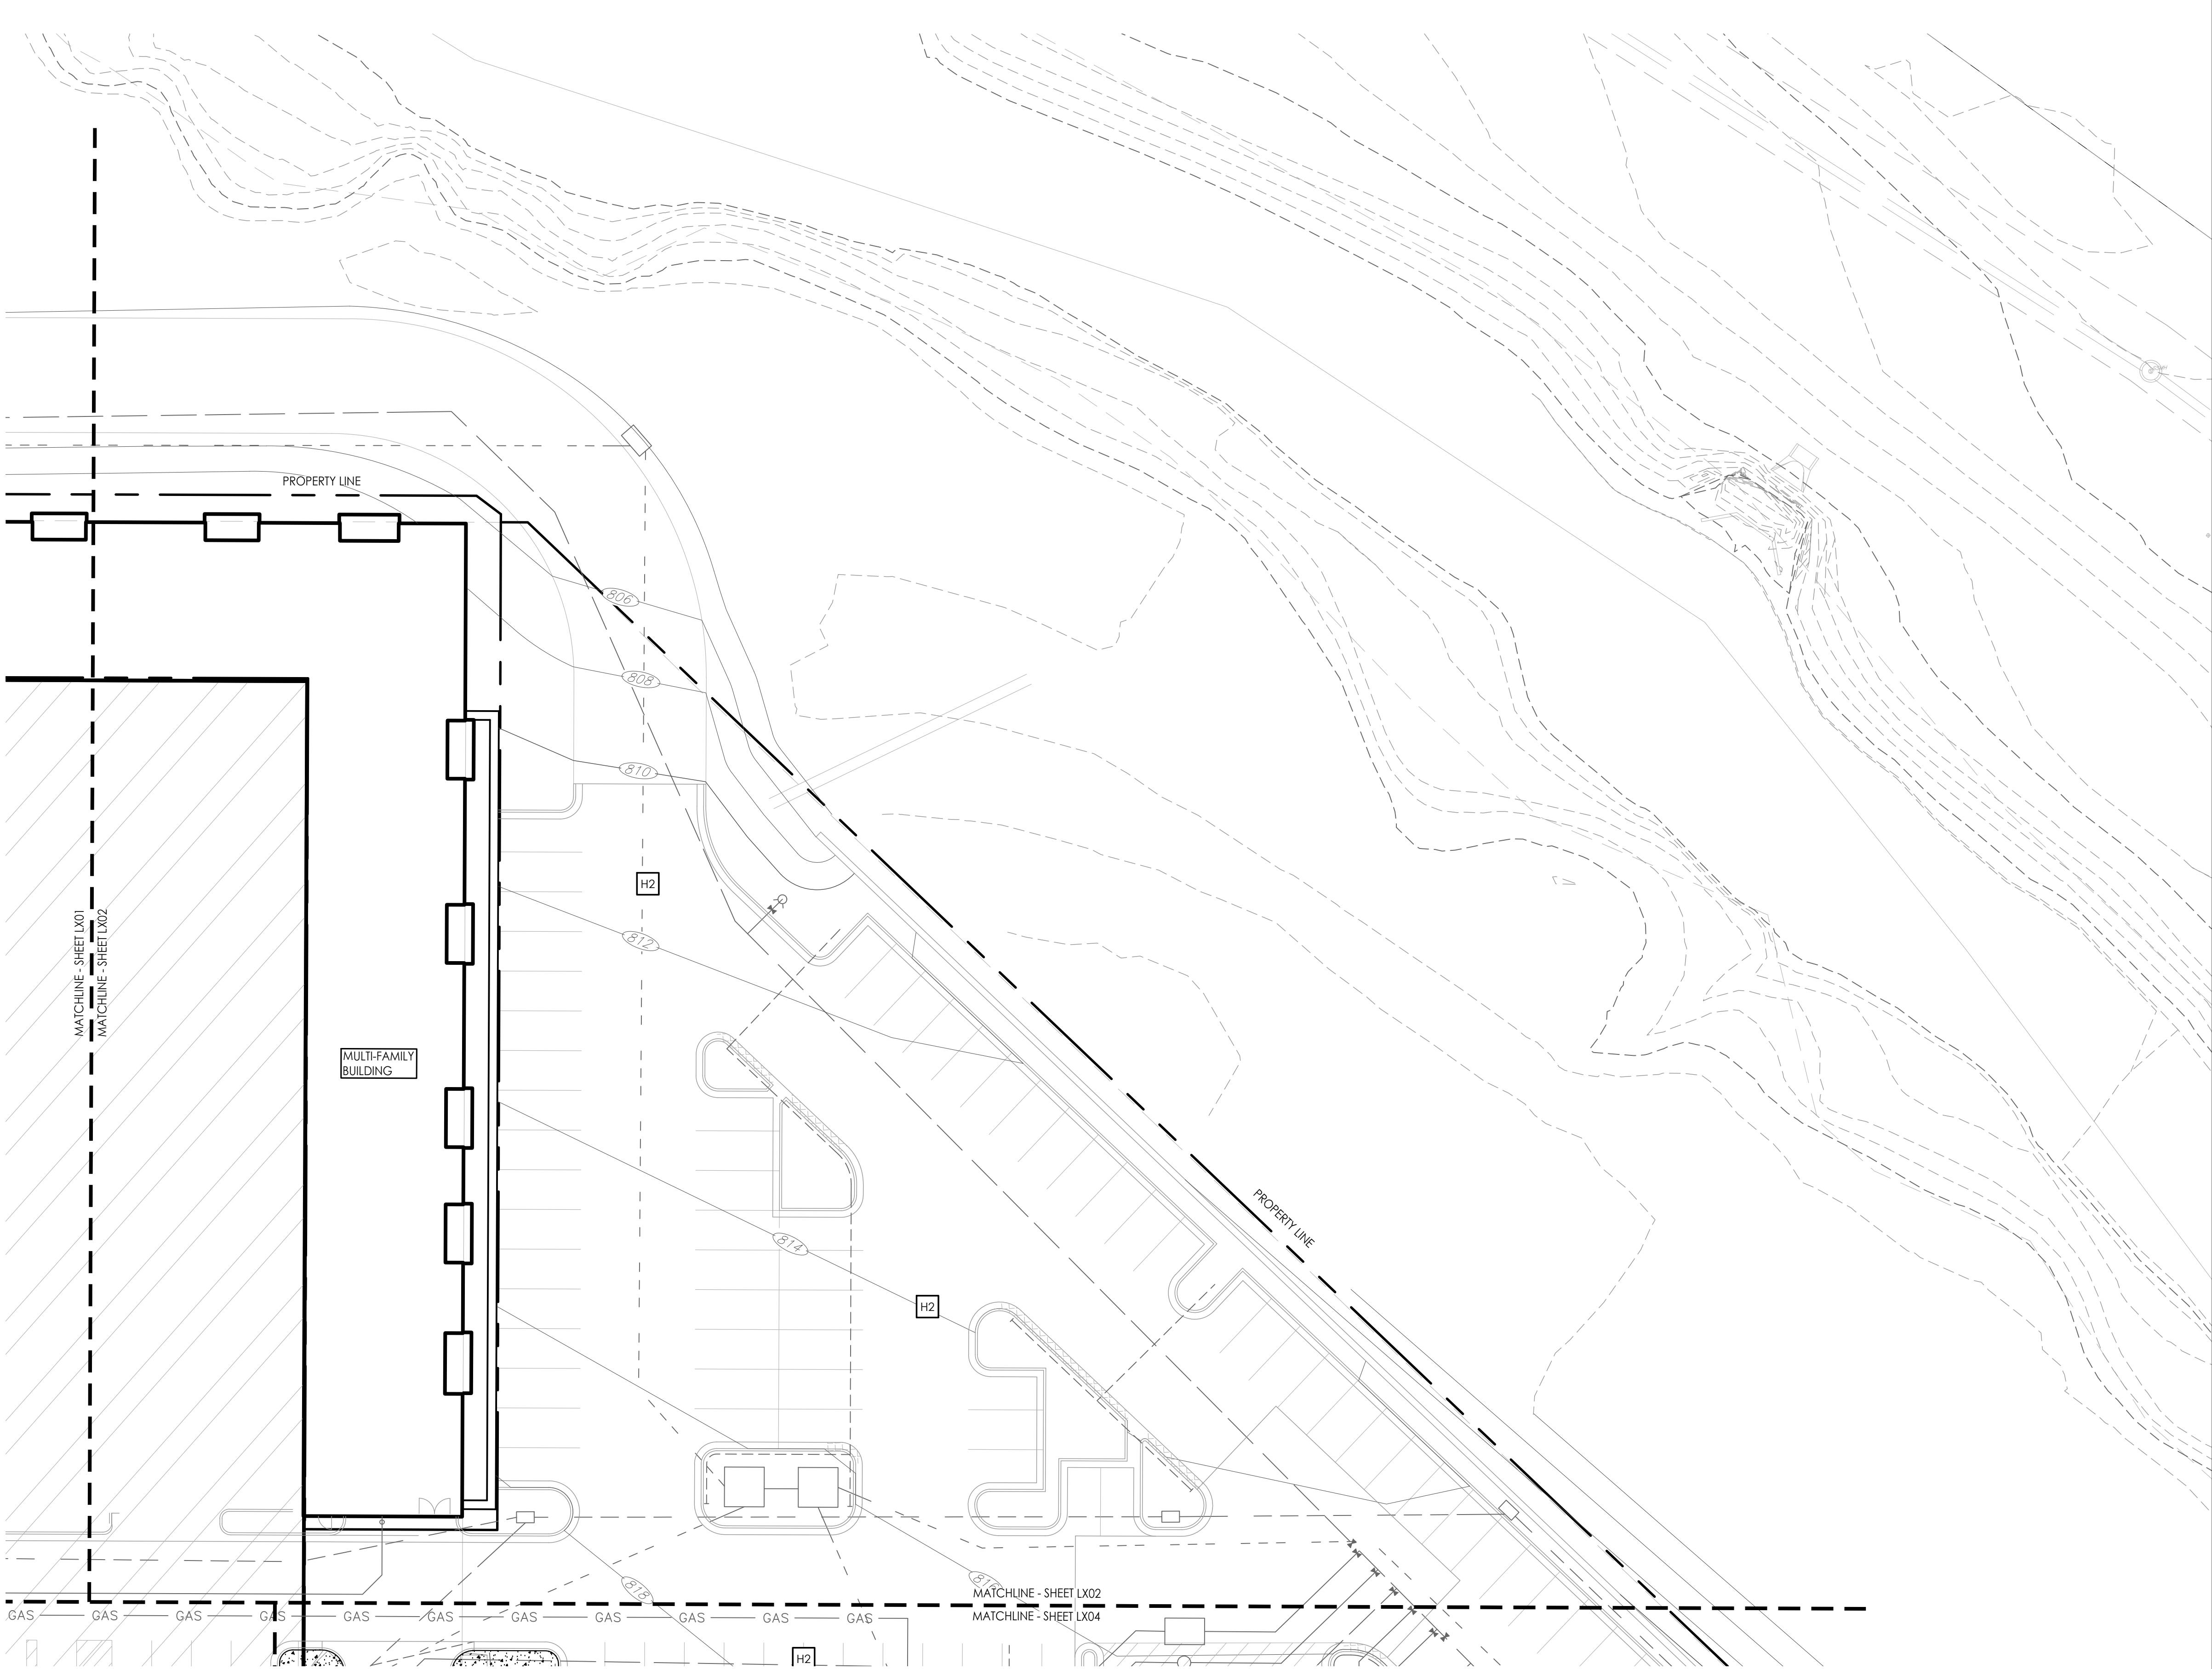 PROPERTY LINE
806
808
810
H2
812
MATCHLINE - SHEET LX01
MATCHLINE - SHEET LX02
MULTI-FAMILY
BUILDING
PROPERTY LINE
814
H2
818
816
MATCHLINE - SHEET LX02
GAS GAS GAS GAS GAS GAS GAS GAS GAS GAS GAS
MATCHLINE - SHEET LX04
H2